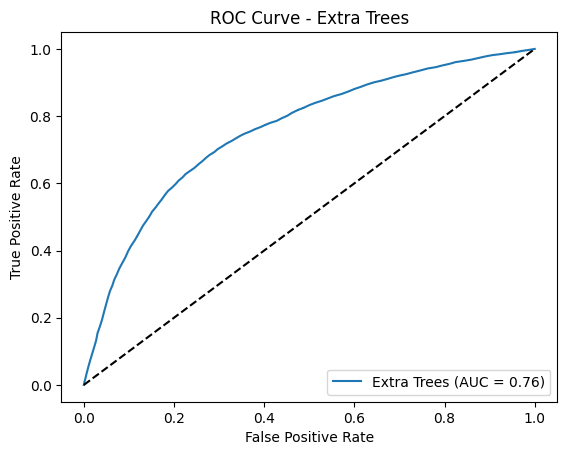 ROC Curve - Extra Trees
True Positive Rate
1.0
0.8
0.6
0.4
0.2
0.0
Extra Trees (AUC = 0.76)
0.0 0.2 0.4 0.6 0.8 1.0
False Positive Rate